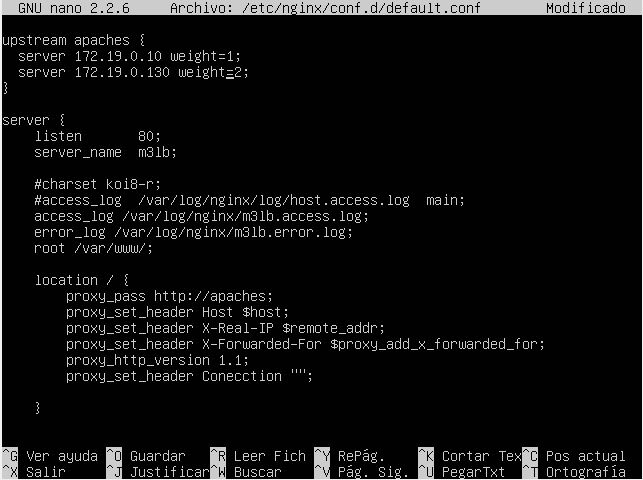 GNU nano 2.2.6 Archivo: /etc/nginx/conf.d/default.conf Modificado
upstream apaches {
server 172.19.0.10 weight=1;
server 172.19.0.130 weight=2;
}
server {
listen 80;
server_name m3lb;
#charset koi8-r;
#access_log /var/log/nginx/log/host.access.log main;
access_log /var/log/nginx/m3lb.access.log;
error_log /var/log/nginx/m3lb.error.log;
root /var/www/;
location / {
proxy_pass http://apaches;
proxy_set_header Host $host;
proxy_set_header X-Real-IP $remote_addr;
proxy_set_header X-Forwarded-For $proxy_add_x_forwarded_for;
proxy_http_version 1.1;
proxy_set_header Conecction "";
}
^G Ver ayuda ^O Guardar ^R Leer Fich ^Y RePág. ^K Cortar Tex ^C Pos actual
^X Salir ^J Justificar ^W Buscar ^V Pág. Sig. ^U PegarTxt ^T Ortografía